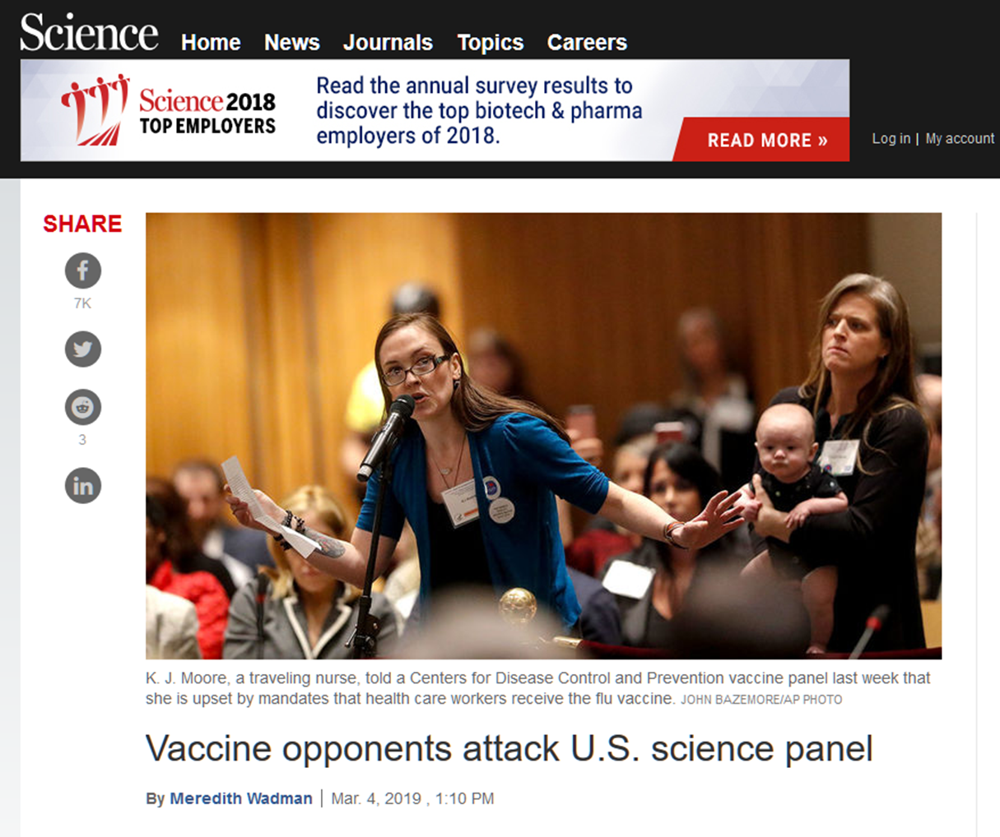 Science Home News Journals Topics Careers
Science 2018
TOP EMPLOYERS
Read the annual survey results to
discover the top biotech & pharma
employers of 2018.
READ MORE »
Log in | My account
SHARE
7K
3
in
K. J. Moore, a traveling nurse, told a Centers for Disease Control and Prevention vaccine panel last week that
she is upset by mandates that health care workers receive the flu vaccine. JOHN BAZEMORE/AP PHOTO
Vaccine opponents attack U.S. science panel
By Meredith Wadman | Mar. 4, 2019 , 1:10 PM